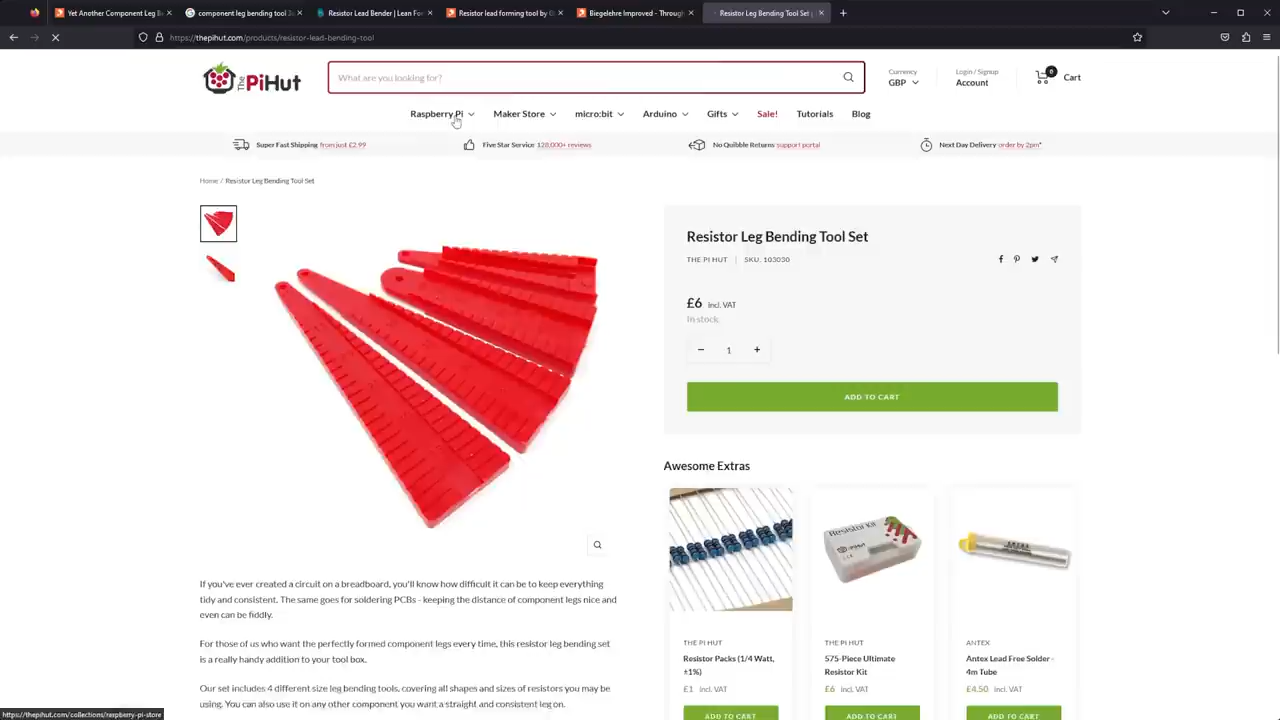 Yet Another Component Leg Be
component leg bending tool
Resistor Lead Bender | Len Ford
Resistor forming tool by
Biegelehre Improved - Through
Resistor Leg Bending Tool Set
https://thepihut.com/products/resistor-lead-bending-tool
The PiHut
What are you looking for?
Currency
GBP
Login / Signup
Account
0
Cart
Raspberry Pi
Maker Store
micro:bit
Arduino
Gifts
Sale!
Tutorials
Blog
Super Fast Shipping from just £2.99
Five Star Service 128,000+ reviews
No Quibble Returns support portal
Next Day Delivery order by 2pm*
Home / Resistor Leg Bending Tool Set
Resistor Leg Bending Tool Set
THE PI HUT | SKU: 103030
£6 incl. VAT
In stock.
− 1 +
ADD TO CART
Awesome Extras
Resistor Kit
THE PI HUT
Resistor Packs (1/4 Watt, ±1%)
£1 incl. VAT
ADD TO CART
THE PI HUT
575-Piece Ultimate
Resistor Kit
£6 incl. VAT
ADD TO CART
ANTEX
Antex Lead Free Solder -
4m Tube
£4.50 incl. VAT
ADD TO CART
If you've ever created a circuit on a breadboard, you'll know how difficult it can be to keep everything
tidy and consistent. The same goes for soldering PCBs - keeping the distance of component legs nice and
even can be fiddly.
For those of us who want the perfectly formed component legs every time, this resistor leg bending set
is a really handy addition to your tool box.
Our set includes 4 different size leg bending tools, covering all shapes and sizes of resistors you may be
using. You can also use it on any other component you want a straight and consistent leg on.
https://thepihut.com/collections/raspberry-pi-store